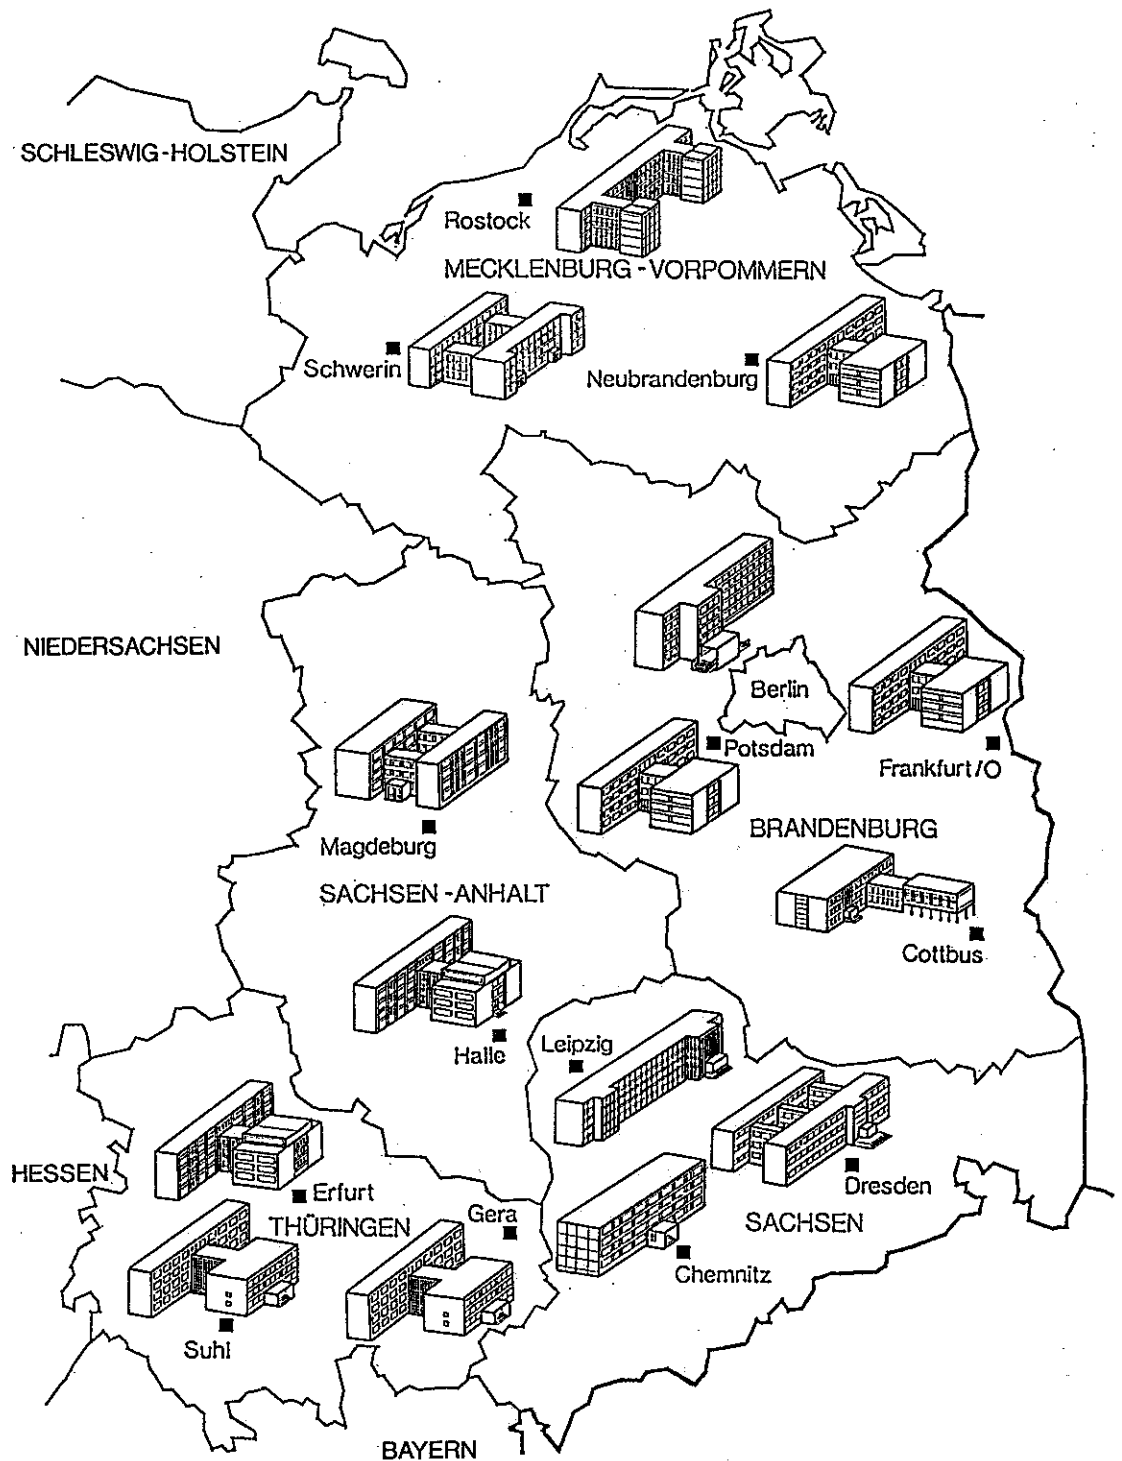 SCHLESWIG-HOLSTEIN
Rostock
MECKLENBURG-VORPOMMERN
Schwerin
Neubrandenburg
NIEDERSACHSEN
Berlin
Potsdam
Frankfurt/O
BRANDENBURG
Magdeburg
SACHSEN-ANHALT
Cottbus
Halle
Leipzig
HESSEN
Dresden
Erfurt
THÜRINGEN
Gera
SACHSEN
Chemnitz
Suhl
BAYERN